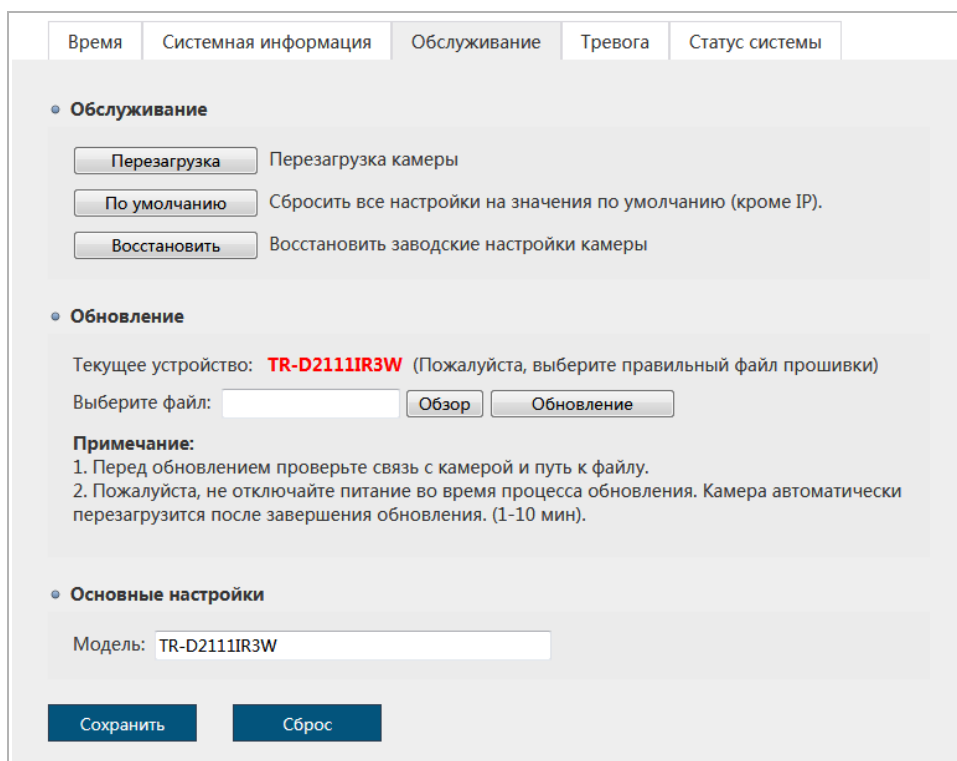 Время Системная информация Обслуживание Тревога Статус системы
Обслуживание
Перезагрузка Перезагрузка камеры
По умолчанию Сбросить все настройки на значения по умолчанию (кроме IP).
Восстановить Восстановить заводские настройки камеры
Обновление
Текущее устройство: TR-D2111IR3W (Пожалуйста, выберите правильный файл прошивки)
Выберите файл: Обзор Обновление
Примечание:
1. Перед обновлением проверьте связь с камерой и путь к файлу.
2. Пожалуйста, не отключайте питание во время процесса обновления. Камера автоматически
перезагрузится после завершения обновления. (1-10 мин).
Основные настройки
Модель: TR-D2111IR3W
Сохранить Сброс